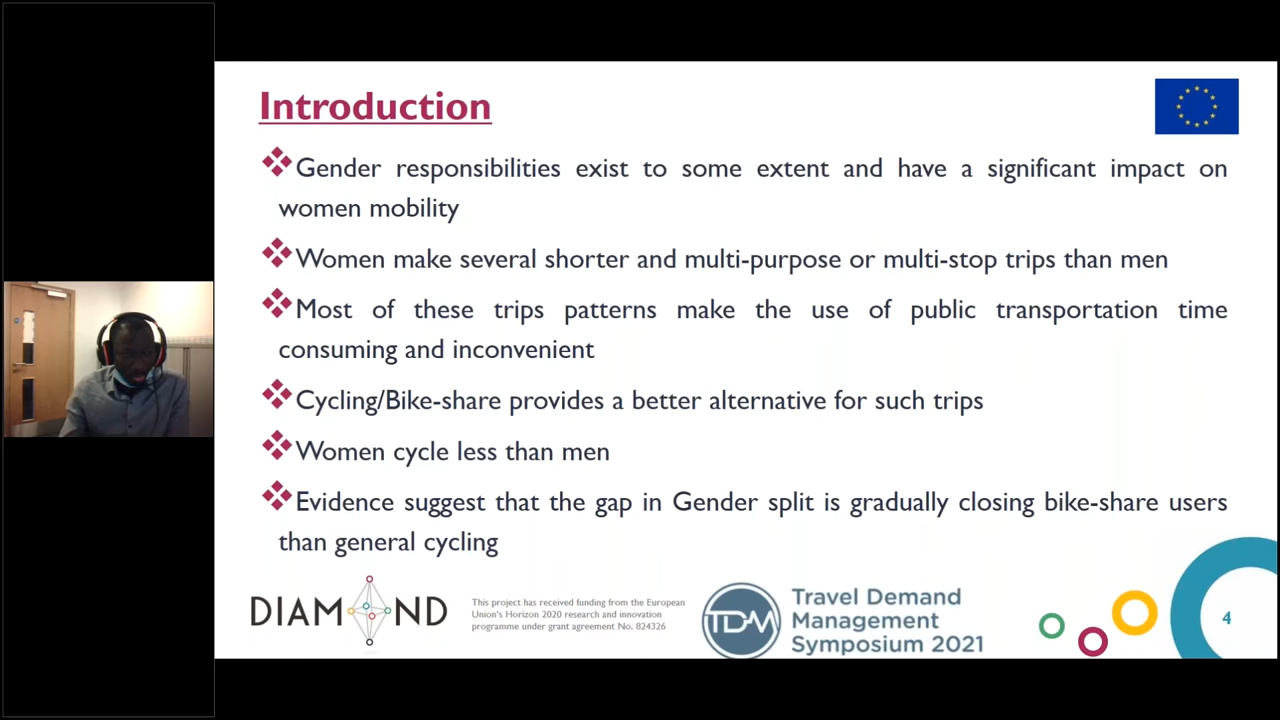 Introduction
Gender responsibilities exist to some extent and have a significant impact on
women mobility
Women make several shorter and multi-purpose or multi-stop trips than men
Most of these trips patterns make the use of public transportation time
consuming and inconvenient
Cycling/Bike-share provides a better alternative for such trips
Women cycle less than men
Evidence suggest that the gap in Gender split is gradually closing bike-share users
than general cycling
DIAMOND
This project has received funding from the European
Union's Horizon 2020 research and innovation
programme under grant agreement No. 824326
TDM
Travel Demand
Management
Symposium 2021
4